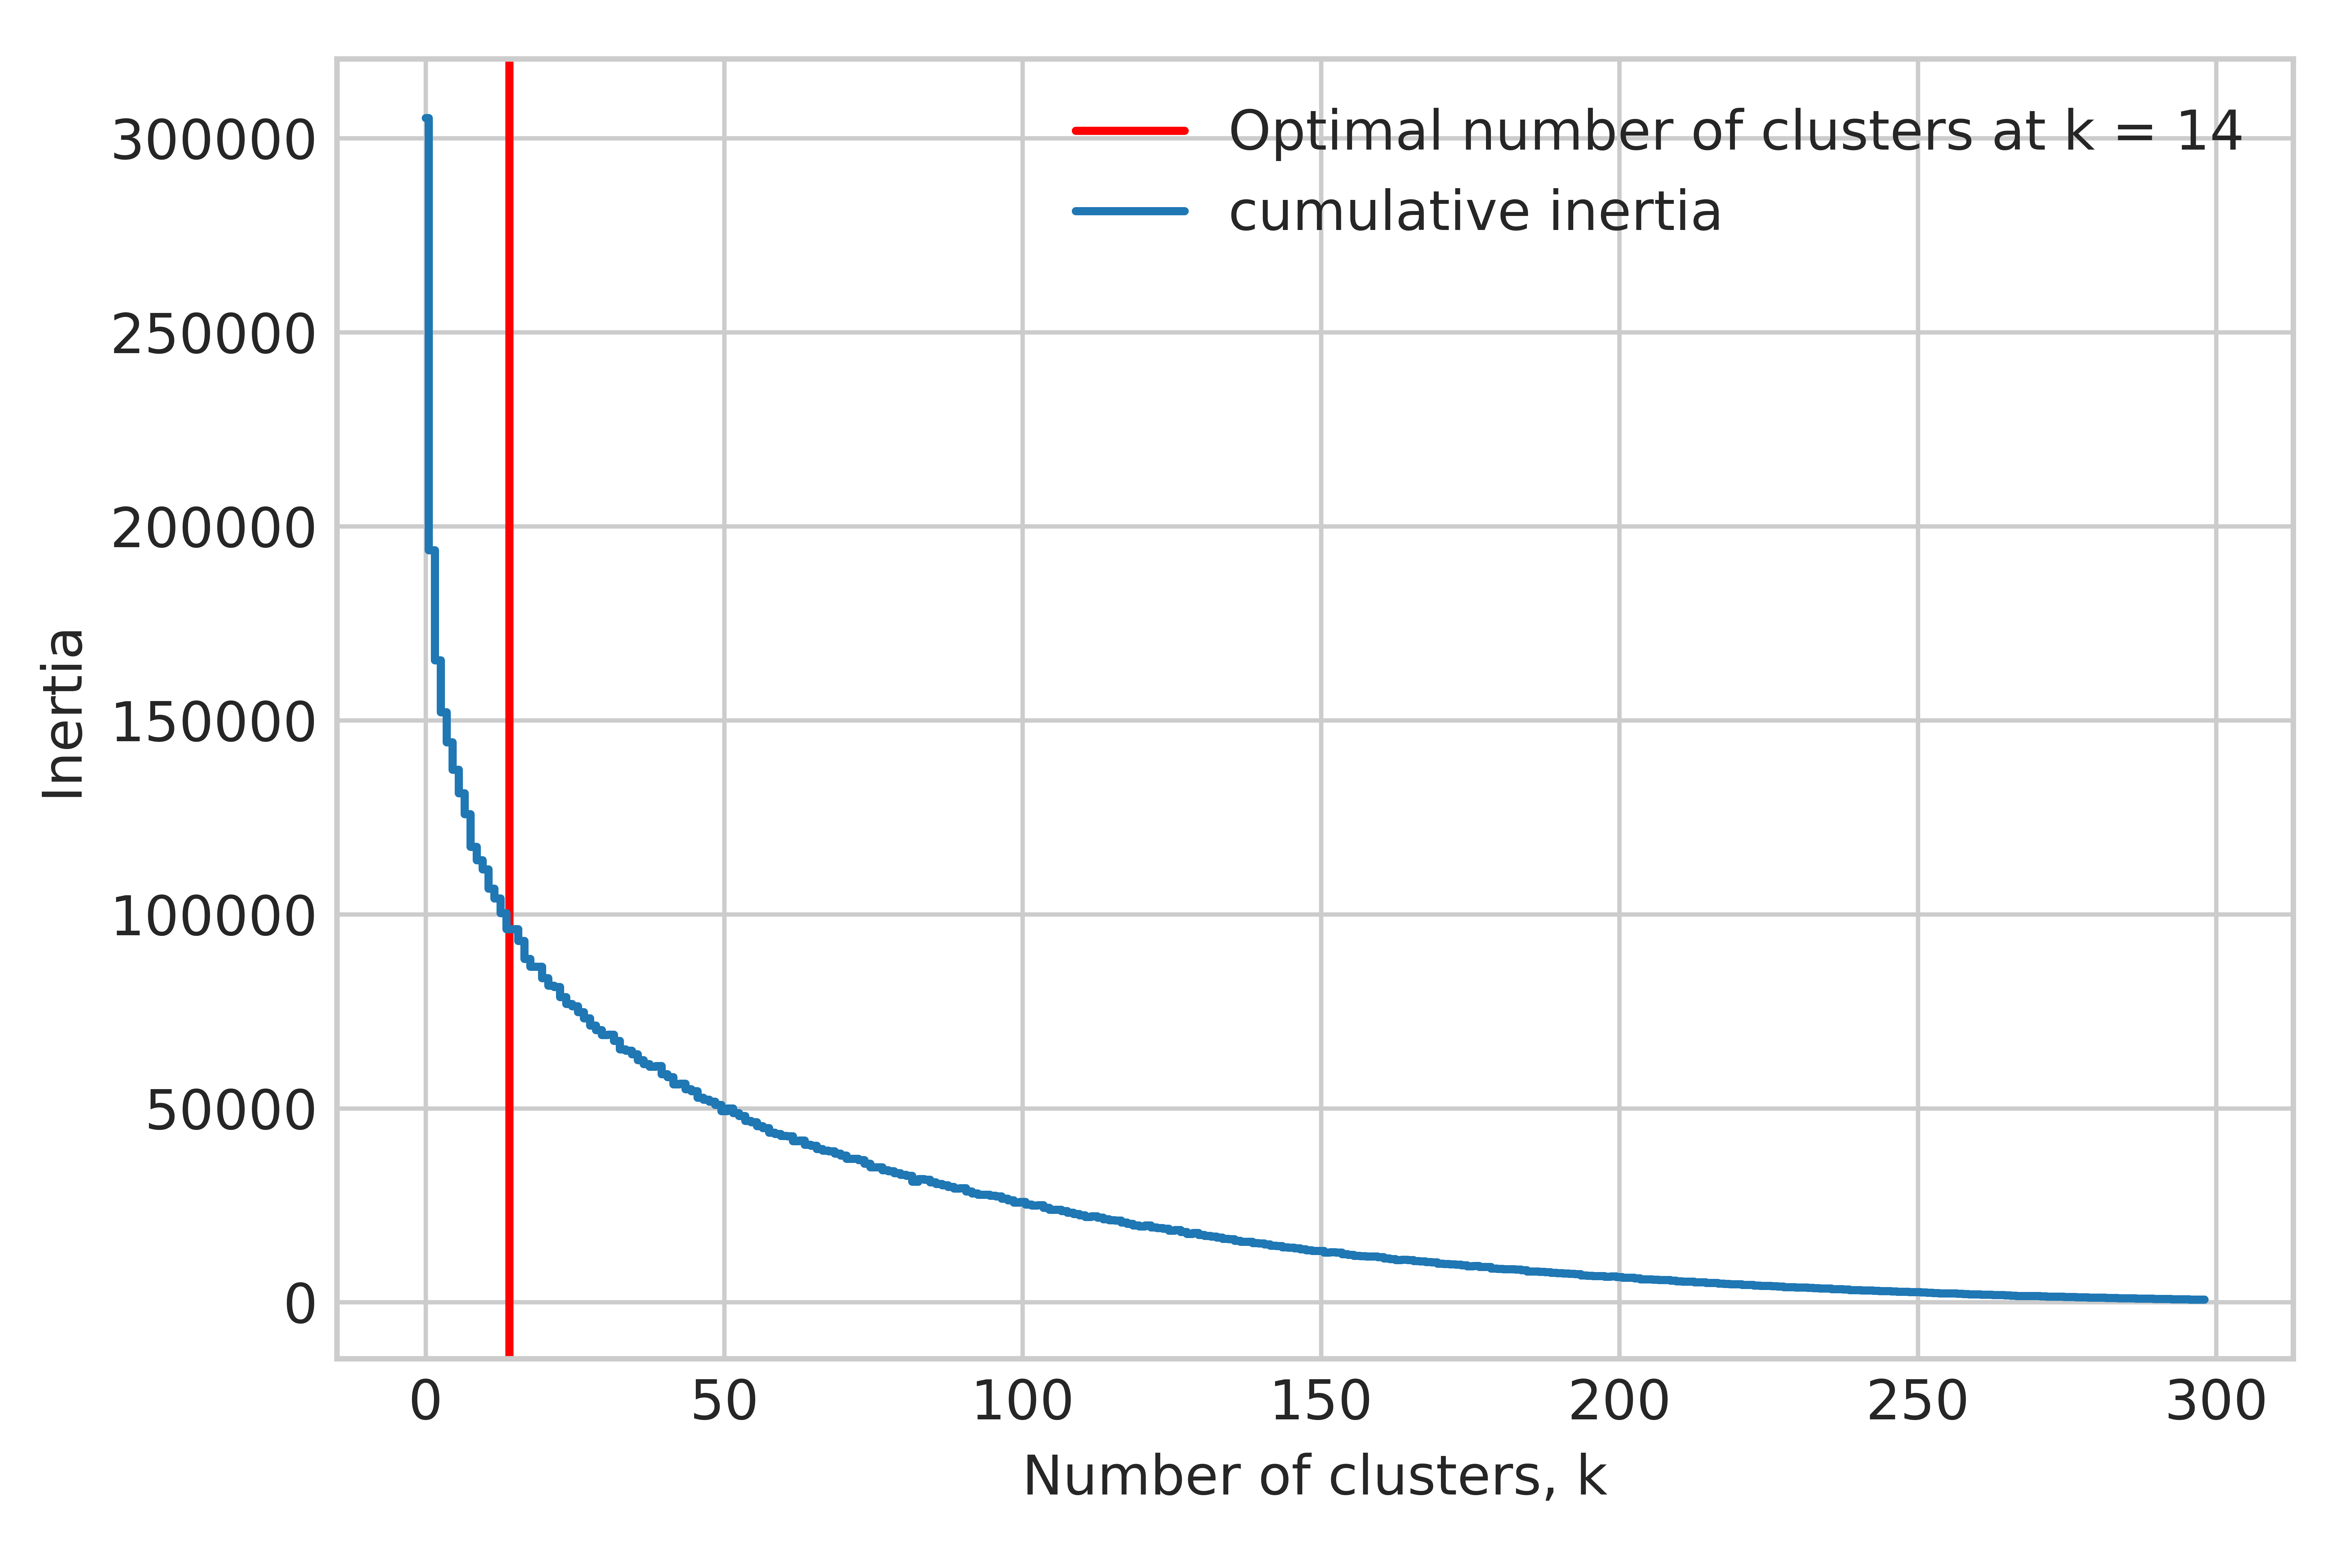 Optimal number of clusters at k = 14
cumulative inertia
300000
250000
200000
150000
100000
50000
0
Inertia
0 50 100 150 200 250 300
Number of clusters, k